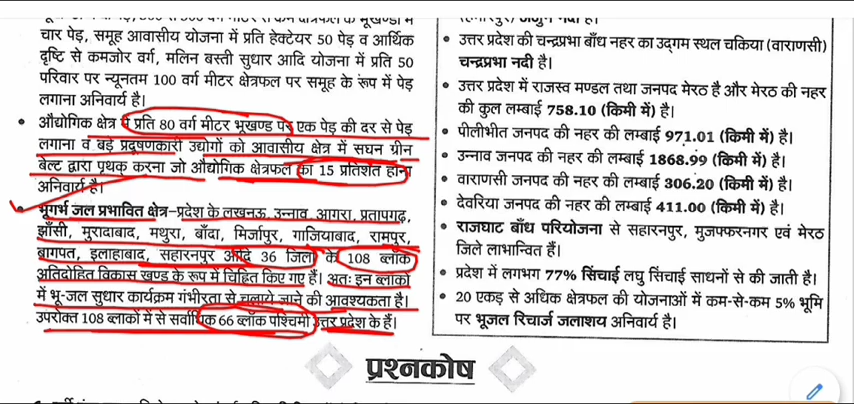 चार पेड़, समूह आवासीय योजना में प्रति हेक्टेयर 50 पेड़ व आर्थिक
दृष्टि से कमजोर वर्ग, मलिन बस्ती सुधार आदि योजना में प्रति 50
परिवार पर न्यूनतम 100 वर्ग मीटर क्षेत्रफल पर समूह के रूप में पेड़
लगाना अनिवार्य है।
• औद्योगिक क्षेत्र में प्रति 80 वर्ग मीटर भूखण्ड पर एक पेड़ की दर से पेड़
लगाना व बड़े प्रदूषणकारी उद्योगों को आवासीय क्षेत्र में सघन ग्रीन
बेल्ट द्वारा पृथक करना जो औद्योगिक क्षेत्रफल का 15 प्रतिशत होना
अनिवार्य है।
भूगर्भ जल प्रभावित क्षेत्र–प्रदेश के लखनऊ, उन्नाव, आगरा, प्रतापगढ़,
झाँसी, मुरादाबाद, मथुरा, बाँदा, मिर्जापुर, गाजियाबाद, रामपुर,
बागपत, इलाहाबाद, सहारनपुर आदि 36 जिलों के 108 ब्लाक
अतिदोहित विकास खण्ड के रूप में चिह्नित किए गए हैं। अतः इन ब्लाकों
में भू-जल सुधार कार्यक्रम गंभीरता से चलाये जाने की आवश्यकता है।
उपरोक्त 108 ब्लाकों में से सर्वाधिक 66 ब्लॉक पश्चिमी उत्तर प्रदेश के हैं।
• उत्तर प्रदेश की चन्द्रप्रभा बाँध नहर का उद्गम स्थल चकिया (वाराणसी)
चन्द्रप्रभा नदी है।
• उत्तर प्रदेश में राजस्व मण्डल तथा जनपद मेरठ है और मेरठ की नहर
की कुल लम्बाई 758.10 (किमी में) है।
• पीलीभीत जनपद की नहर की लम्बाई 971.01 (किमी में) है।
• उन्नाव जनपद की नहर की लम्बाई 1868.99 (किमी में) है।
• वाराणसी जनपद की नहर की लम्बाई 306.20 (किमी में) है।
• देवरिया जनपद की नहर की लम्बाई 411.00 (किमी में) है।
• राजघाट बाँध परियोजना से सहारनपुर, मुजफ्फरनगर एवं मेरठ
जिले लाभान्वित हैं।
• प्रदेश में लगभग 77% सिंचाई लघु सिंचाई साधनों से की जाती है।
• 20 एकड़ से अधिक क्षेत्रफल की योजनाओं में कम-से-कम 5% भूमि
पर भूजल रिचार्ज जलाशय अनिवार्य है।
प्रश्नकोष